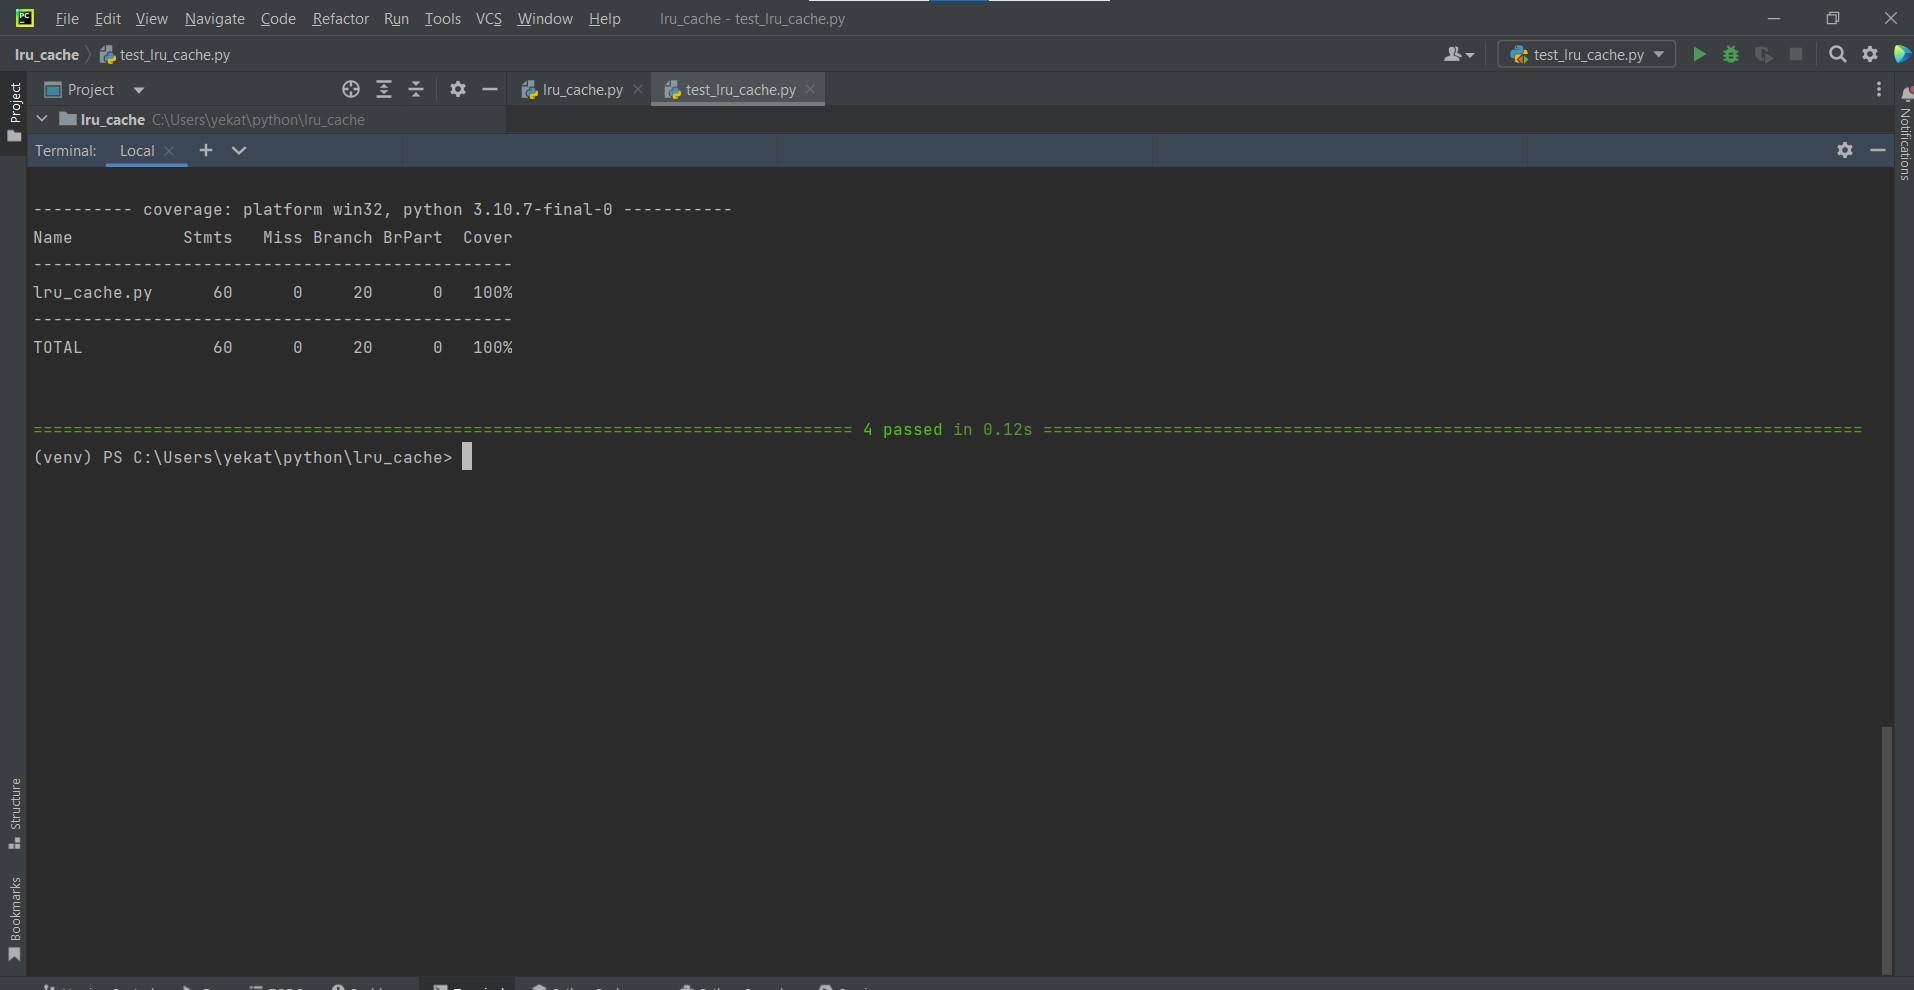 PC File Edit View Navigate Code Refactor Run Tools VCS Window Help lru_cache - test_lru_cache.py
lru_cache test_lru_cache.py test_lru_cache.py
Project
Project lru_cache.py test_lru_cache.py
lru_cache C:\Users\yekat\python\lru_cache
Notifications
Terminal: Local
---------- coverage: platform win32, python 3.10.7-final-0 -----------
Name           Stmts   Miss Branch BrPart  Cover
------------------------------------------------
lru_cache.py      60      0     20      0   100%
------------------------------------------------
TOTAL             60      0     20      0   100%
================================================================================== 4 passed in 0.12s ==================================================================================
(venv) PS C:\Users\yekat\python\lru_cache>
Structure
Bookmarks